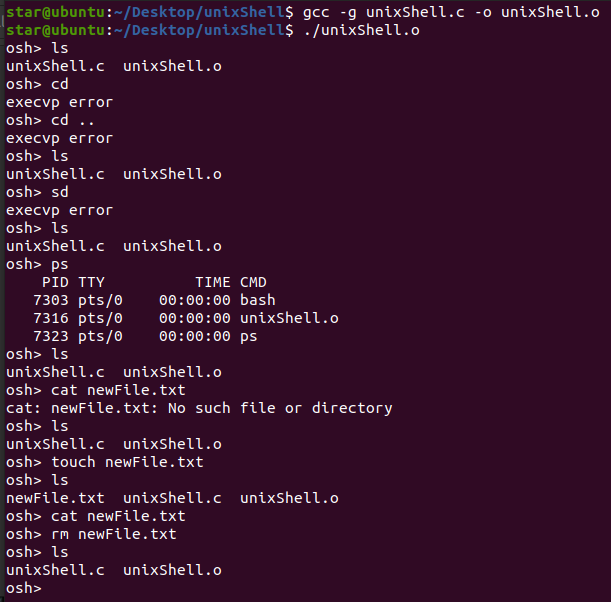 star@ubuntu:~/Desktop/unixShell$ gcc -g unixShell.c -o unixShell.o
star@ubuntu:~/Desktop/unixShell$ ./unixShell.o
osh> ls
unixShell.c  unixShell.o
osh> cd
execvp error
osh> cd ..
execvp error
osh> ls
unixShell.c  unixShell.o
osh> sd
execvp error
osh> ls
unixShell.c  unixShell.o
osh> ps
    PID TTY          TIME CMD
   7303 pts/0    00:00:00 bash
   7316 pts/0    00:00:00 unixShell.o
   7323 pts/0    00:00:00 ps
osh> ls
unixShell.c  unixShell.o
osh> cat newFile.txt
cat: newFile.txt: No such file or directory
osh> ls
unixShell.c  unixShell.o
osh> touch newFile.txt
osh> ls
newFile.txt  unixShell.c  unixShell.o
osh> cat newFile.txt
osh> rm newFile.txt
osh> ls
unixShell.c  unixShell.o
osh>